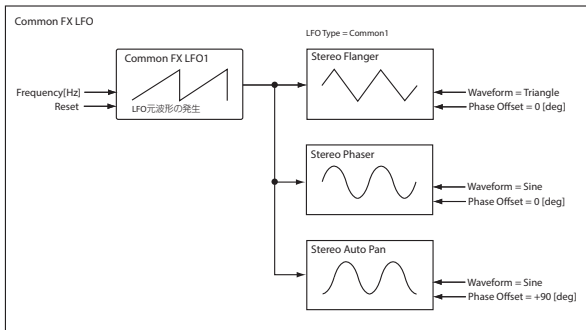 Common FX LFO
LFO Type = Common1
Common FX LFO1
Stereo Flanger
Frequency[Hz]
Reset
LFO元波形の発生
Waveform = Triangle
Phase Offset = 0 [deg]
Stereo Phaser
Waveform = Sine
Phase Offset = 0 [deg]
Stereo Auto Pan
Waveform = Sine
Phase Offset = +90 [deg]